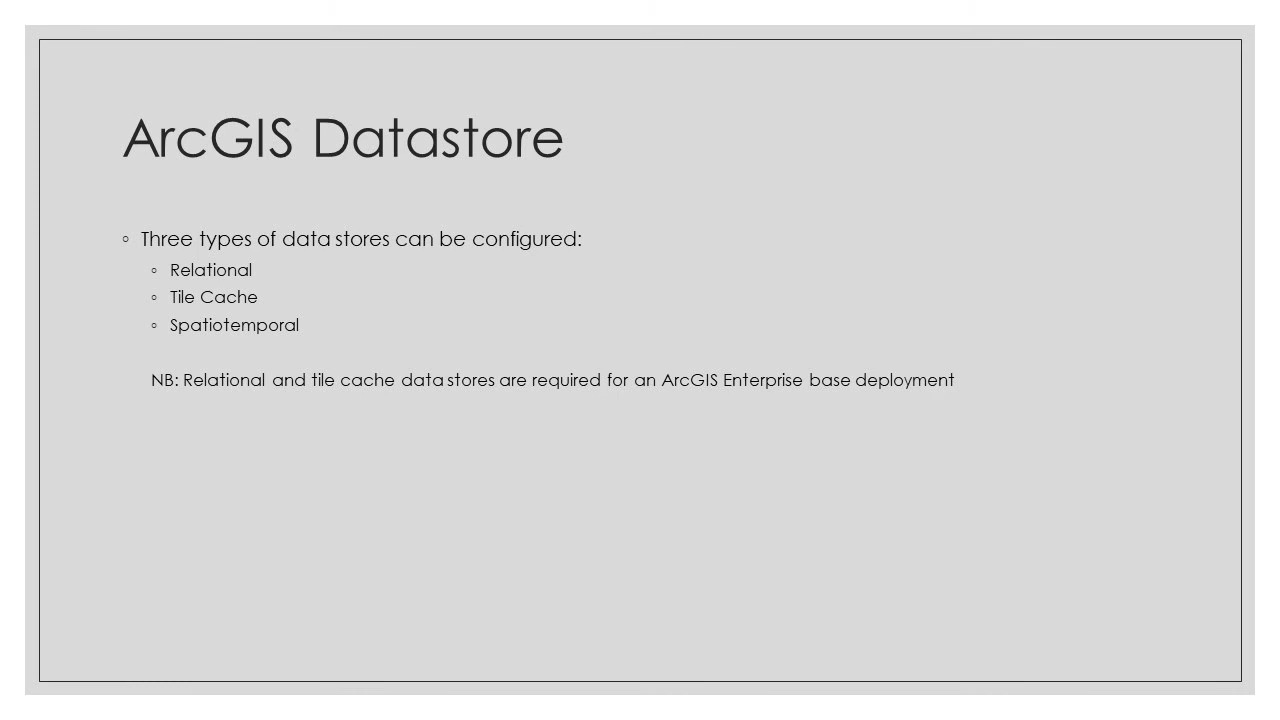 ArcGIS Datastore
◦ Three types of data stores can be configured:
◦ Relational
◦ Tile Cache
◦ Spatiotemporal
NB: Relational and tile cache data stores are required for an ArcGIS Enterprise base deployment